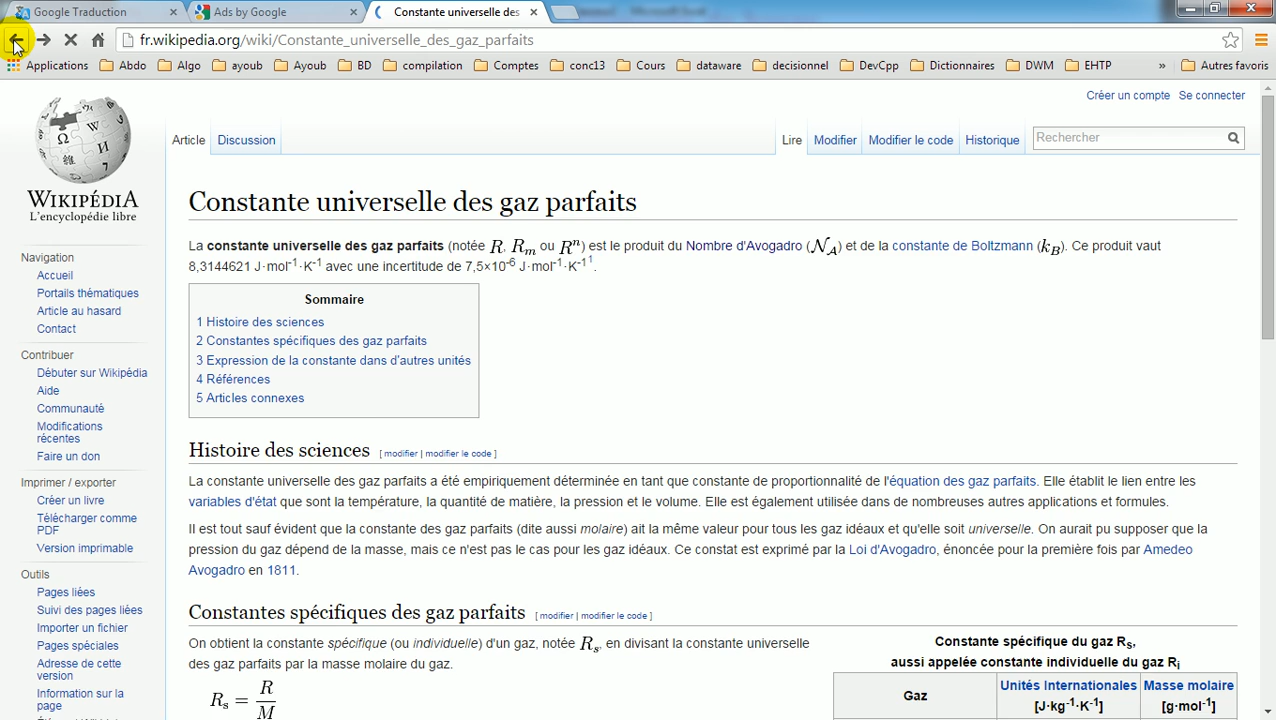 Google Traduction
Ads by Google
Constante universelle des
fr.wikipedia.org/wiki/Constante_universelle_des_gaz_parfaits
Applications Abdo Algo ayoub Ayoub BD compilation Comptes conc13 Cours dataware decisionnel DevCpp Dictionnaires DWM EHTP » Autres favoris
Créer un compte Se connecter
Article Discussion Lire Modifier Modifier le code Historique Rechercher
WIKIPÉDIA
L'encyclopédie libre
Navigation
Accueil
Portails thématiques
Article au hasard
Contact
Contribuer
Débuter sur Wikipédia
Aide
Communauté
Modifications
récentes
Faire un don
Imprimer / exporter
Créer un livre
Télécharger comme
PDF
Version imprimable
Outils
Pages liées
Suivi des pages liées
Importer un fichier
Pages spéciales
Adresse de cette
version
Information sur la
page
Constante universelle des gaz parfaits
La constante universelle des gaz parfaits (notée R, Rm ou Rⁿ) est le produit du Nombre d'Avogadro (NA) et de la constante de Boltzmann (kB). Ce produit vaut
8,3144621 J·mol⁻¹·K⁻¹ avec une incertitude de 7,5×10⁻⁶ J·mol⁻¹·K⁻¹ ¹.
Sommaire
1 Histoire des sciences
2 Constantes spécifiques des gaz parfaits
3 Expression de la constante dans d'autres unités
4 Références
5 Articles connexes
Histoire des sciences [ modifier | modifier le code ]
La constante universelle des gaz parfaits a été empiriquement déterminée en tant que constante de proportionnalité de l'équation des gaz parfaits. Elle établit le lien entre les
variables d'état que sont la température, la quantité de matière, la pression et le volume. Elle est également utilisée dans de nombreuses autres applications et formules.
Il est tout sauf évident que la constante des gaz parfaits (dite aussi molaire) ait la même valeur pour tous les gaz idéaux et qu'elle soit universelle. On aurait pu supposer que la
pression du gaz dépend de la masse, mais ce n'est pas le cas pour les gaz idéaux. Ce constat est exprimé par la Loi d'Avogadro, énoncée pour la première fois par Amedeo
Avogadro en 1811.
Constantes spécifiques des gaz parfaits [ modifier | modifier le code ]
On obtient la constante spécifique (ou individuelle) d'un gaz, notée Rs, en divisant la constante universelle
des gaz parfaits par la masse molaire du gaz.
Rs = R / M
Constante spécifique du gaz Rs,
aussi appelée constante individuelle du gaz Ri
Gaz Unités Internationales Masse molaire
[J·kg⁻¹·K⁻¹] [g·mol⁻¹]